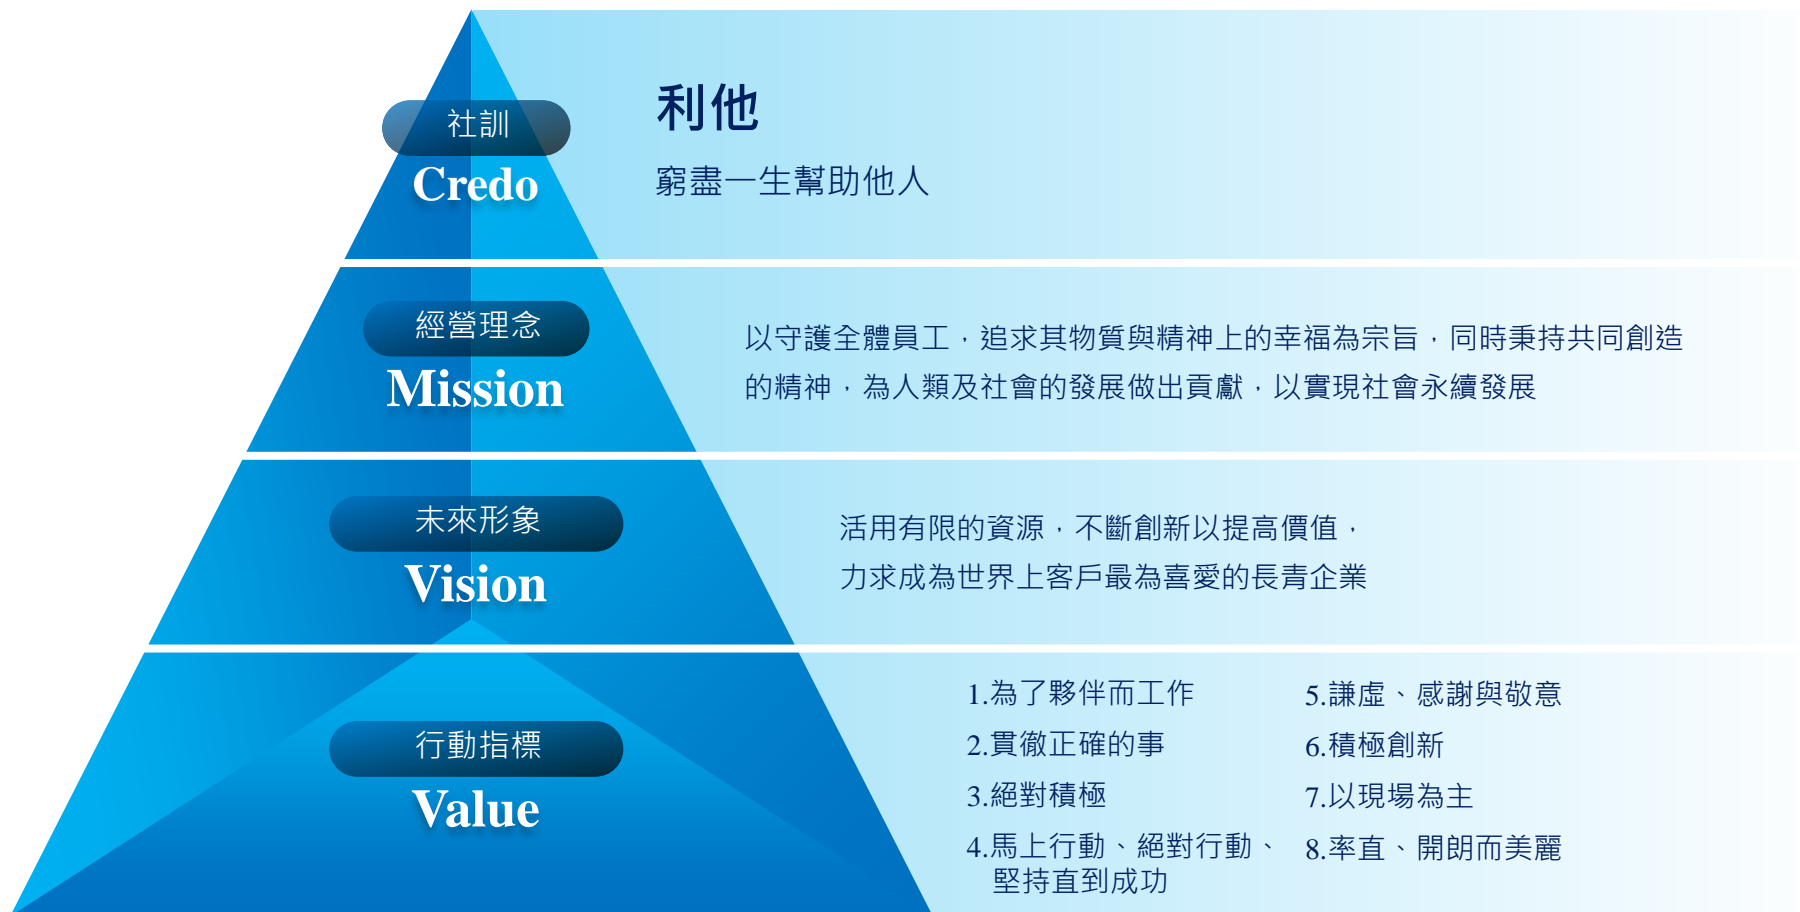 社訓
Credo
利他
窮盡一生幫助他人
經營理念
Mission
以守護全體員工，追求其物質與精神上的幸福為宗旨，同時秉持共同創造
的精神，為人類及社會的發展做出貢獻，以實現社會永續發展
未來形象
Vision
活用有限的資源，不斷創新以提高價值，
力求成為世界上客戶最為喜愛的長青企業
行動指標
Value
1.為了夥伴而工作
2.貫徹正確的事
3.絕對積極
4.馬上行動、絕對行動、
堅持直到成功
5.謙虛、感謝與敬意
6.積極創新
7.以現場為主
8.率直、開朗而美麗